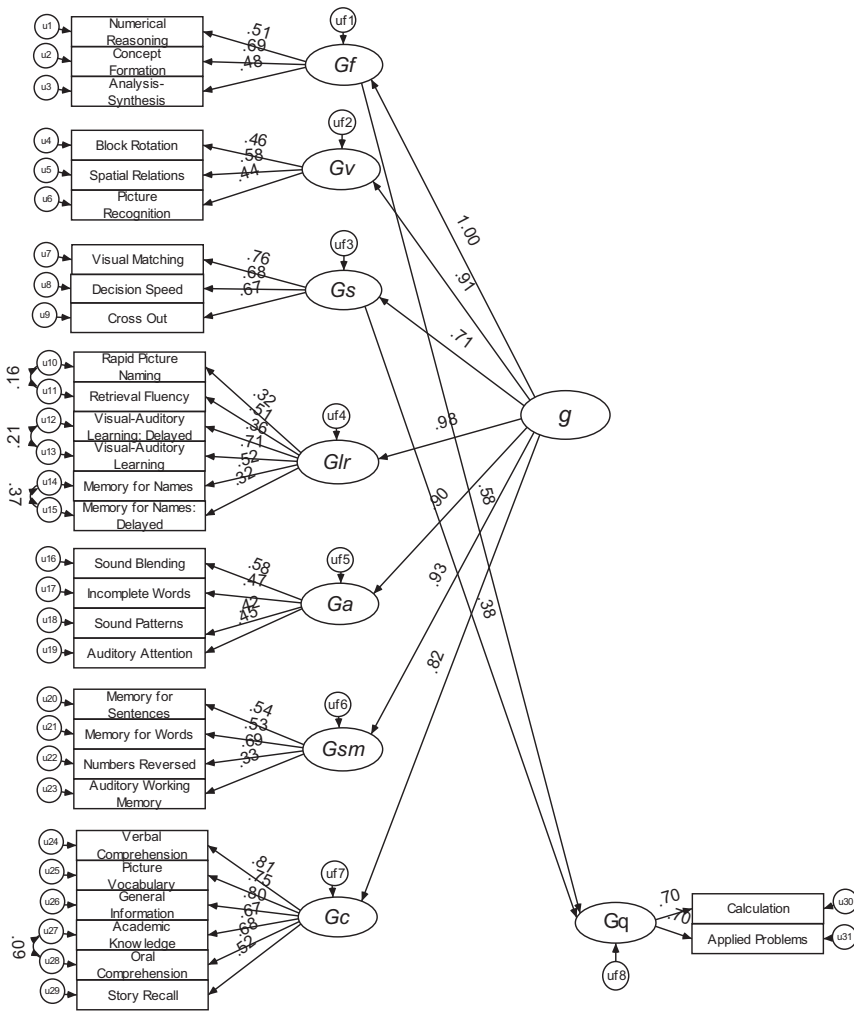 u1
Numerical
Reasoning
.51
uf1
u2
Concept
Formation
.69
Gf
u3
Analysis-
Synthesis
.48
u4
Block Rotation
.46
uf2
u5
Spatial Relations
.58
Gv
u6
Picture
Recognition
.44
1.00
.91
u7
Visual Matching
.76
uf3
u8
Decision Speed
.68
Gs
u9
Cross Out
.67
.71
.16
u10
Rapid Picture
Naming
.32
u11
Retrieval Fluency
.51
uf4
g
.21
u12
Visual-Auditory
Learning: Delayed
.36
.98
u13
Visual-Auditory
Learning
.71
Glr
.37
u14
Memory for Names
.52
u15
Memory for Names:
Delayed
.32
.90
.58
u16
Sound Blending
.58
uf5
u17
Incomplete Words
.47
Ga
u18
Sound Patterns
.42
u19
Auditory Attention
.45
.93
.38
.82
u20
Memory for
Sentences
.54
uf6
u21
Memory for Words
.53
Gsm
u22
Numbers Reversed
.69
u23
Auditory Working
Memory
.33
u24
Verbal
Comprehension
.81
uf7
u25
Picture
Vocabulary
.75
u26
General
Information
.80
Gc
.09
u27
Academic
Knowledge
.67
u28
Oral
Comprehension
.68
u29
Story Recall
.52
Gq
.70
Calculation
u30
.70
Applied Problems
u31
uf8